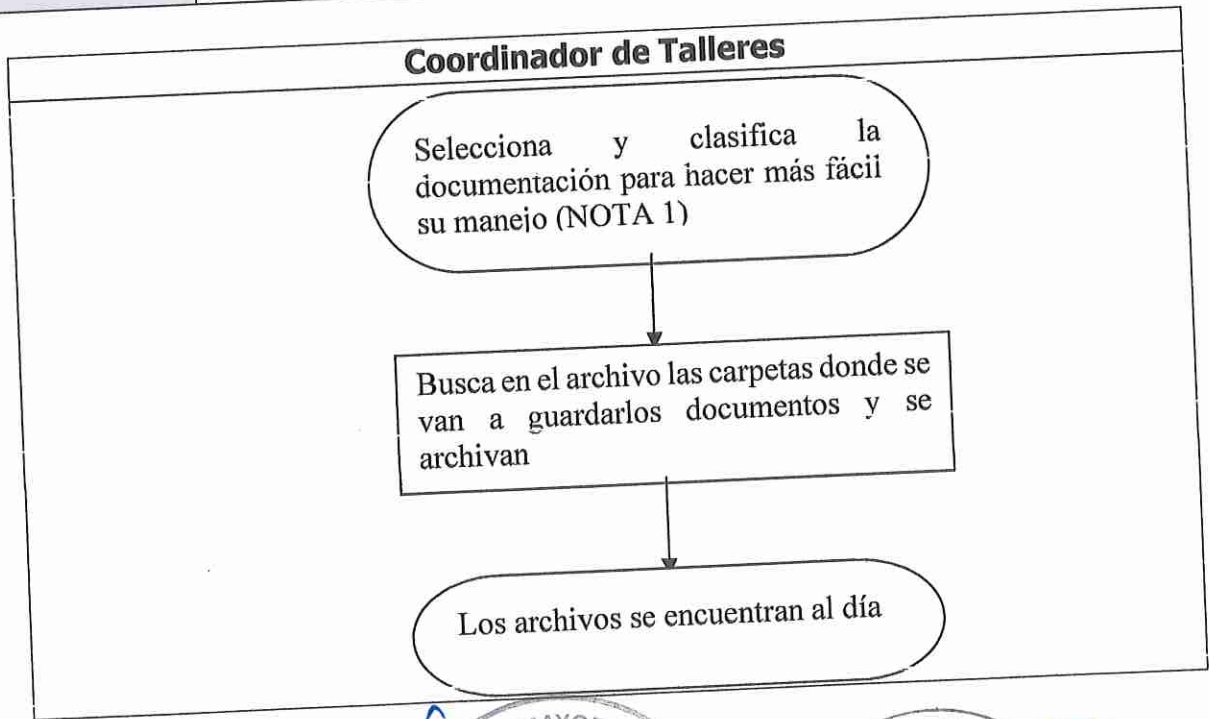 Coordinador de Talleres
Selecciona y clasifica la
documentación para hacer más fácil
su manejo (NOTA 1)
Busca en el archivo las carpetas donde se
van a guardarlos documentos y se
archivan
Los archivos se encuentran al día